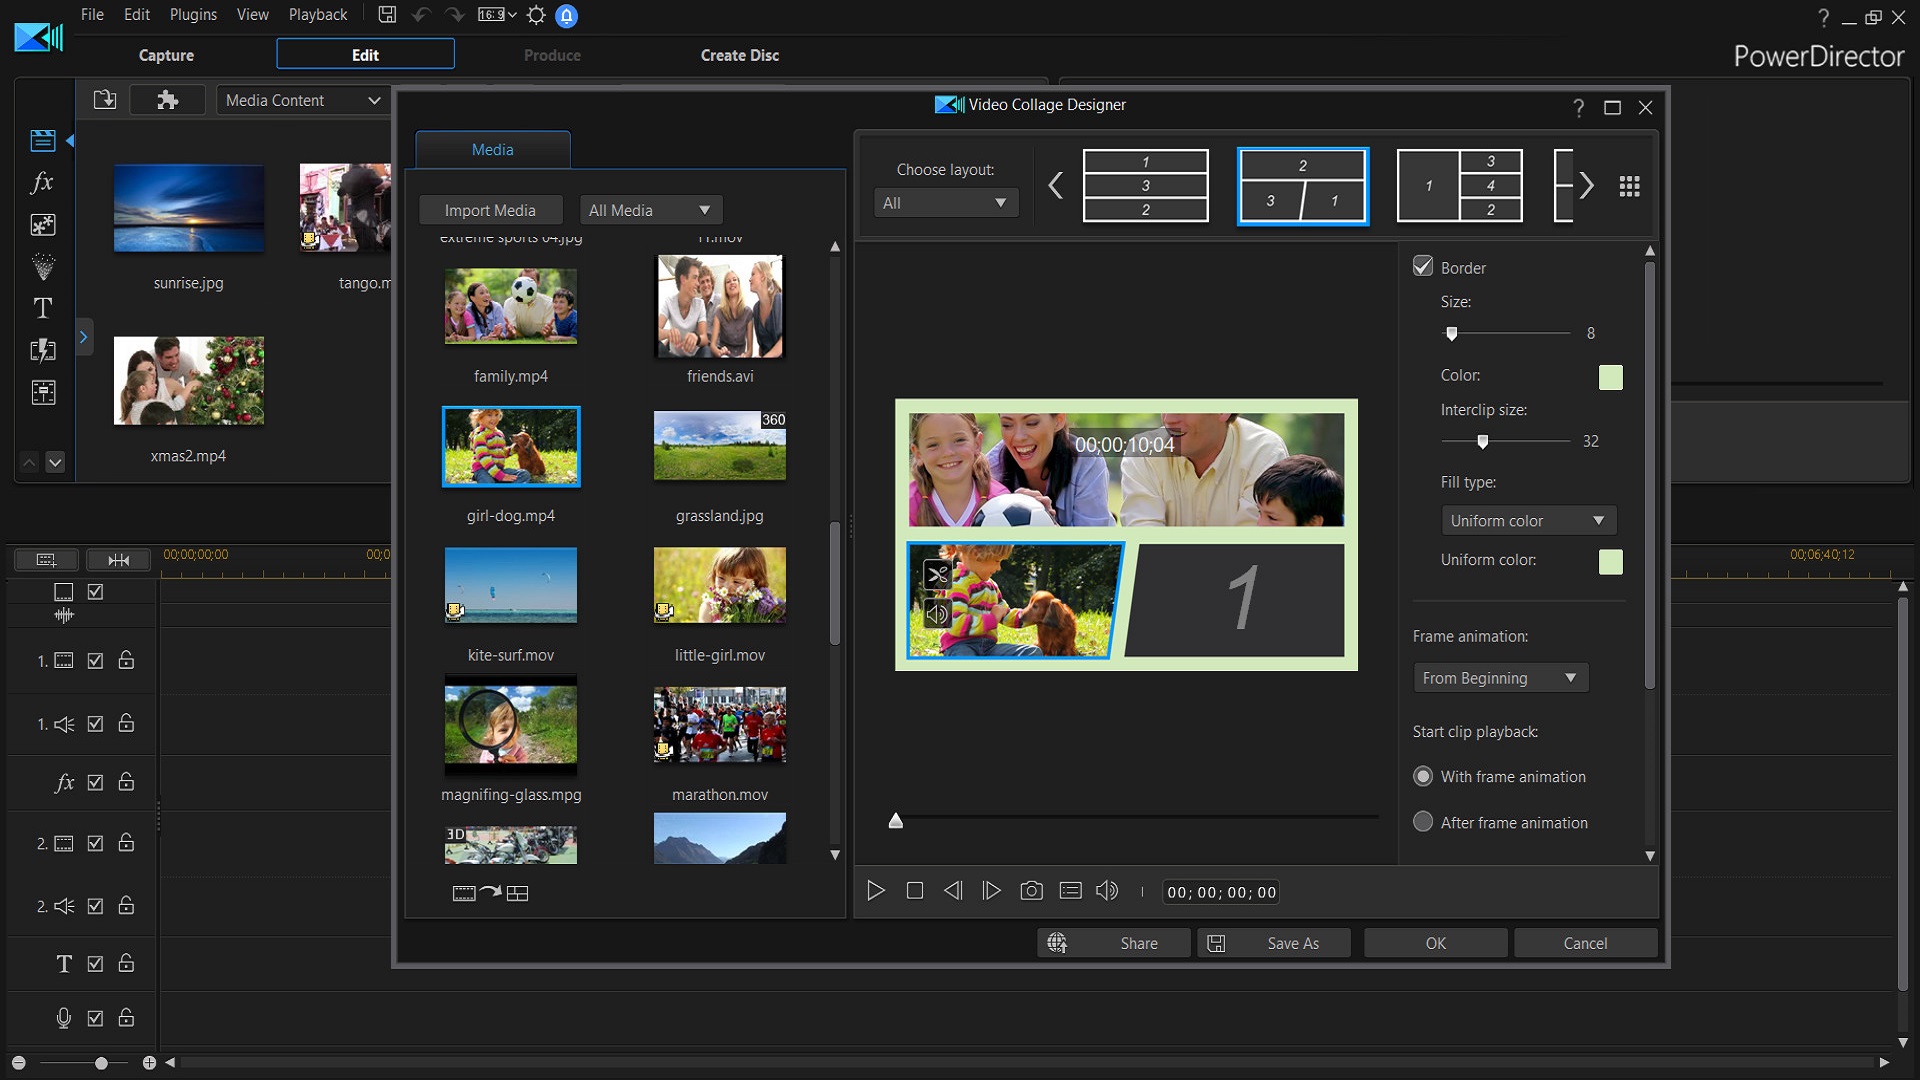 File Edit Plugins View Playback 16:9 ?
Capture Edit Produce Create Disc
PowerDirector
Media Content
sunrise.jpg
tango.m
xmas2.mp4
fx
T
Video Collage Designer
?
Media
Import Media
All Media
extreme sports 04.jpg
11.mov
family.mp4
friends.avi
360
girl-dog.mp4
grassland.jpg
kite-surf.mov
little-girl.mov
magnifing-glass.mpg
marathon.mov
3D
Choose layout:
All
1
3
2
2
3 1
1
3
4
2
00;00;10;04
1
Border
Size:
8
Color:
Interclip size:
32
Fill type:
Uniform color
Uniform color:
Frame animation:
From Beginning
Start clip playback:
With frame animation
After frame animation
00; 00; 00; 00
Share
Save As
OK
Cancel
00;00;00;00
00;0
00;06;40;12
1.
1.
fx
2.
2.
T